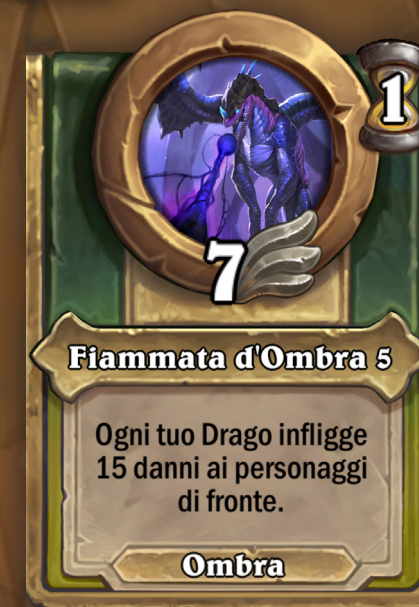 1
7
Fiammata d'Ombra 5
Ogni tuo Drago infligge
15 danni ai personaggi
di fronte.
Ombra